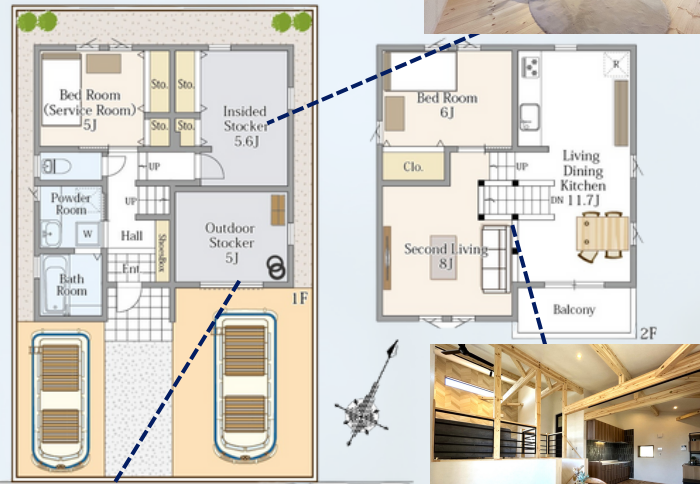 Bed Room
(Service Room)
5J
Sto.
Sto.
Sto.
Sto.
Insided
Stocker
5.6J
UP
Powder
Room
W
UP
Hall
ShoesBox
Ent
Bath
Room
Outdoor
Stocker
5J
1F
Bed Room
6J
R
Clo.
UP
Living
Dining
Kitchen
11.7J
DN
Second Living
8J
Balcony
2F